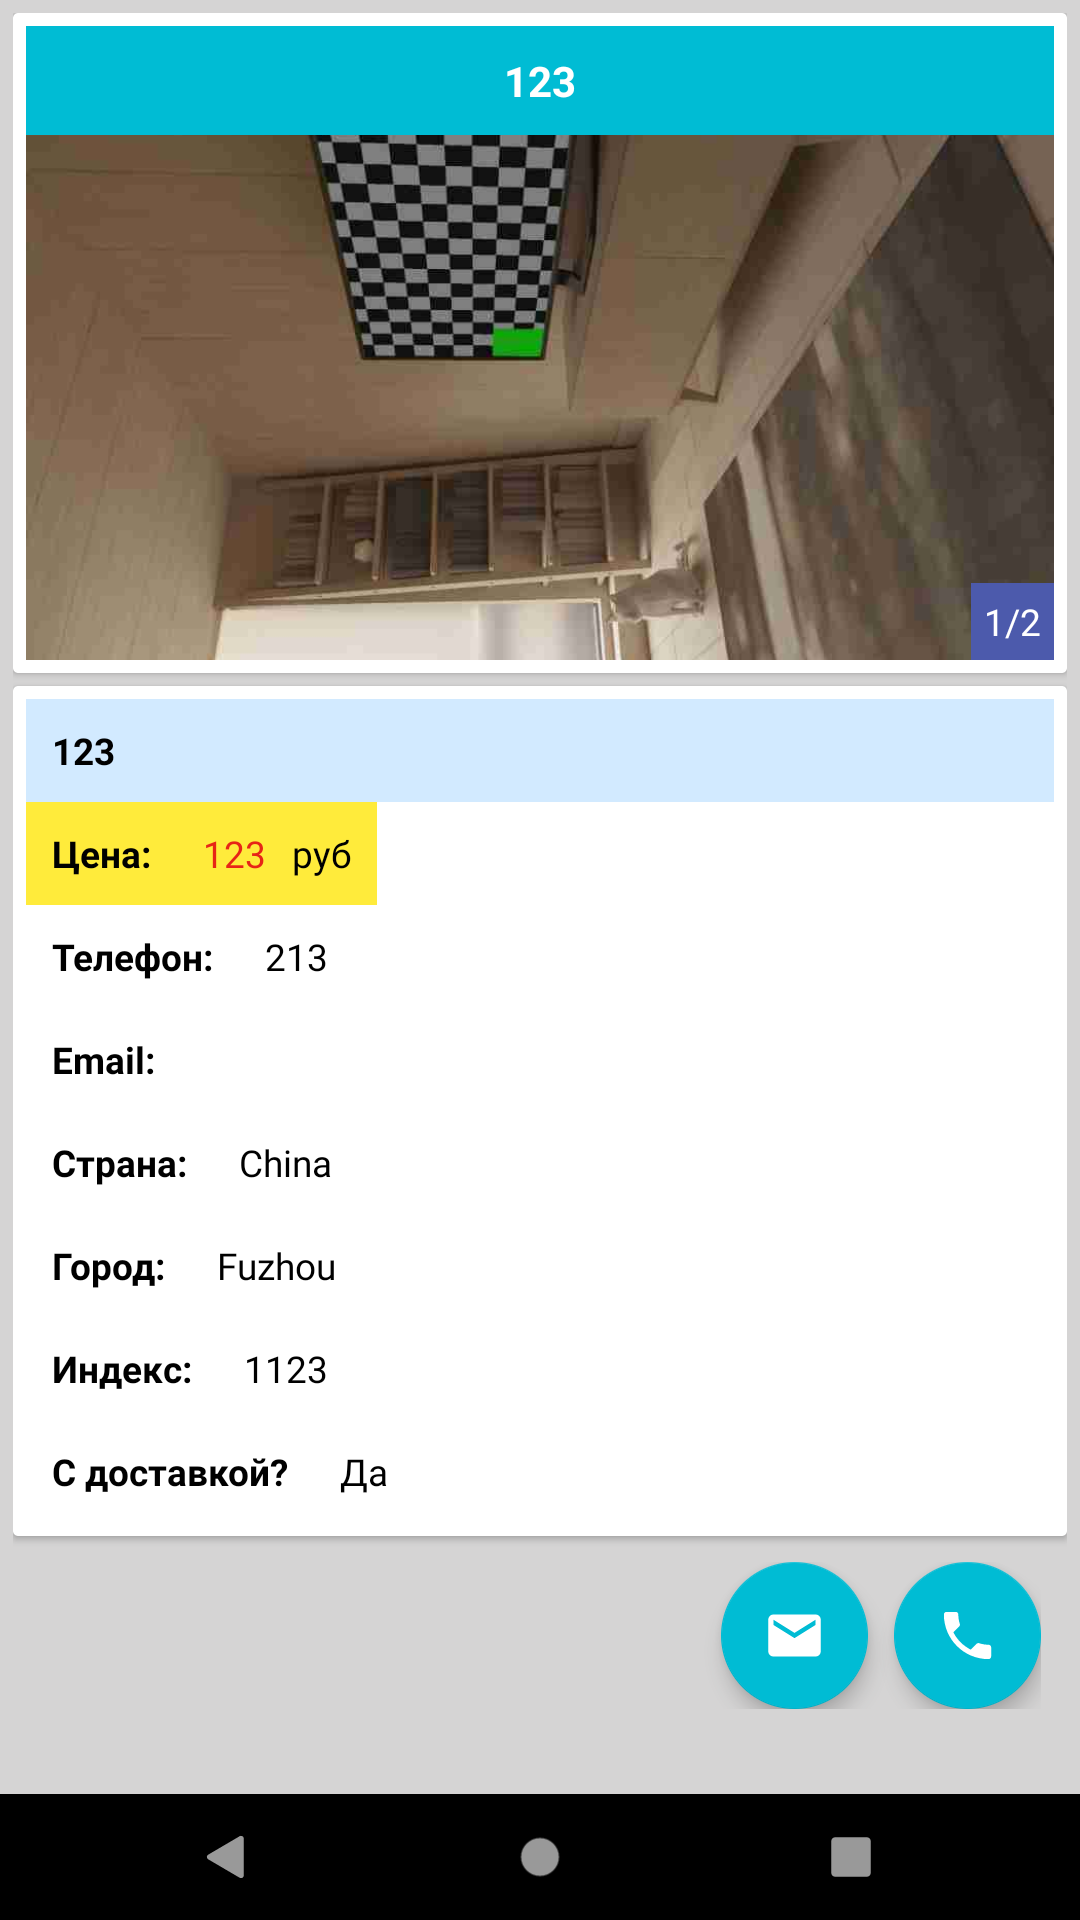 123
1/2
123
Цена: 123 руб
Телефон: 213
Email:
Страна: China
Город: Fuzhou
Индекс: 1123
С доставкой? Да